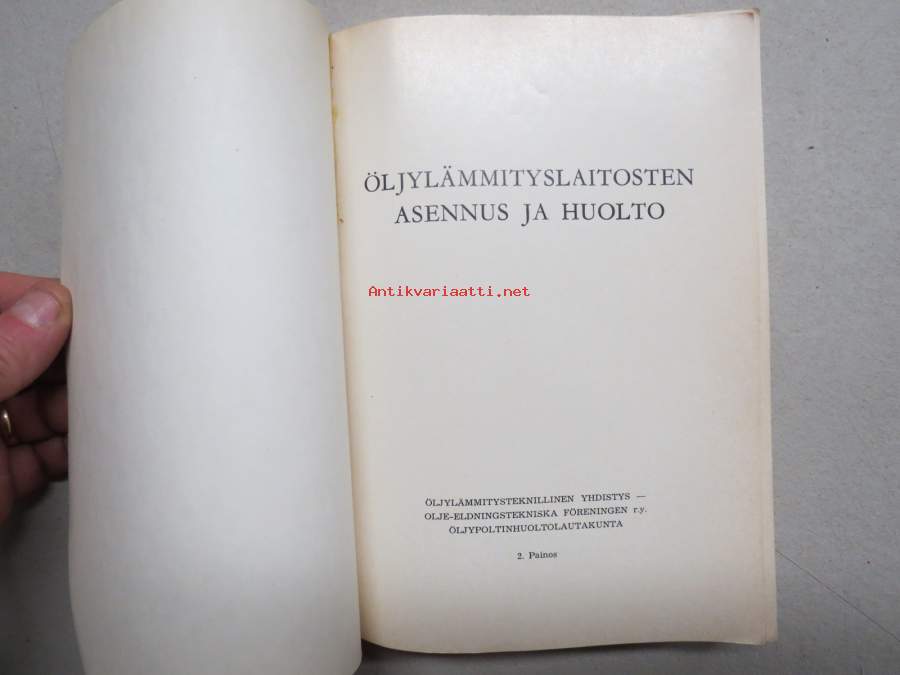 ÖLJYLÄMMITYSLAITOSTEN
ASENNUS JA HUOLTO
Antikvariaatti.net
ÖLJYLÄMMITYSTEKNILLINEN YHDISTYS —
OLJE-ELDNINGSTEKNISKA FÖRENINGEN r.y.
ÖLJYPOLTINHUOLTOLAUTAKUNTA
2. Painos